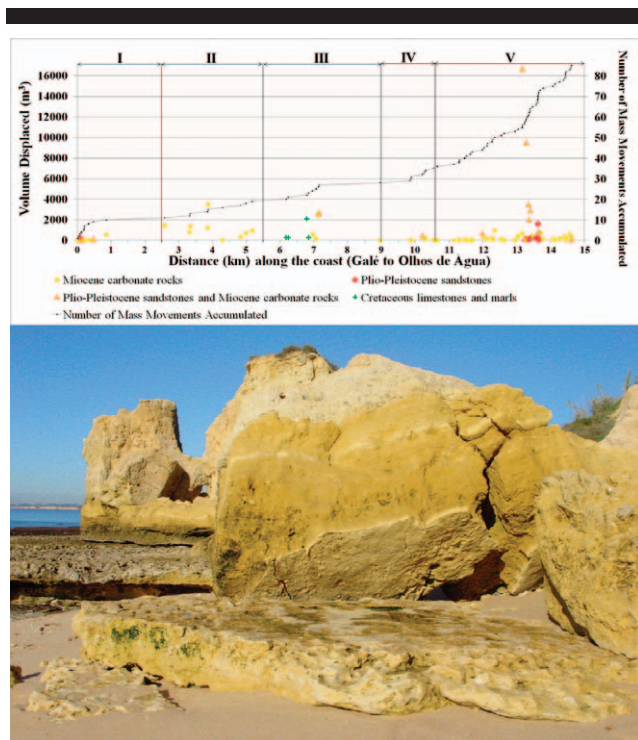 I II III IV V
Volume Displaced (m³)
16000
14000
12000
10000
8000
6000
4000
2000
0
Number of Mass Movements Accumulated
80
70
60
50
40
30
20
10
0
0 1 2 3 4 5 6 7 8 9 10 11 12 13 14 15
Distance (km) along the coast (Galé to Olhos de Água)
Miocene carbonate rocks
Plio-Pleistocene sandstones
Plio-Pleistocene sandstones and Miocene carbonate rocks
Cretaceous limestones and marls
Number of Mass Movements Accumulated